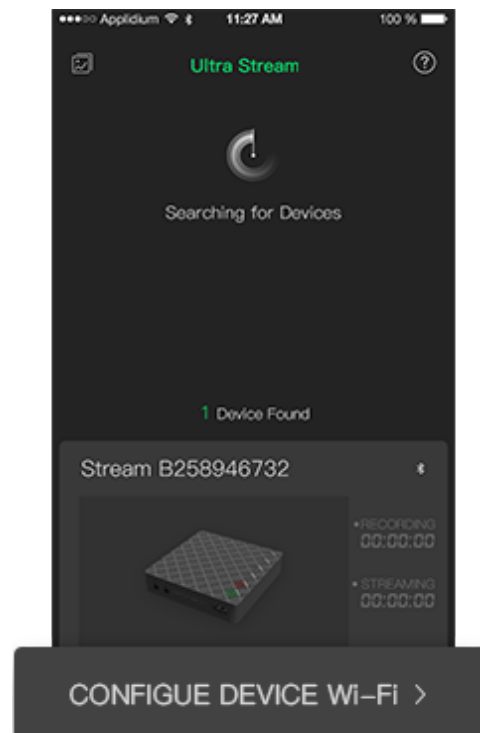 Applidium 11:27 AM 100 %
Ultra Stream ?
Searching for Devices
1 Device Found
Stream B258946732
• RECORDING
00:00:00
• STREAMING
00:00:00
CONFIGUE DEVICE Wi-Fi >